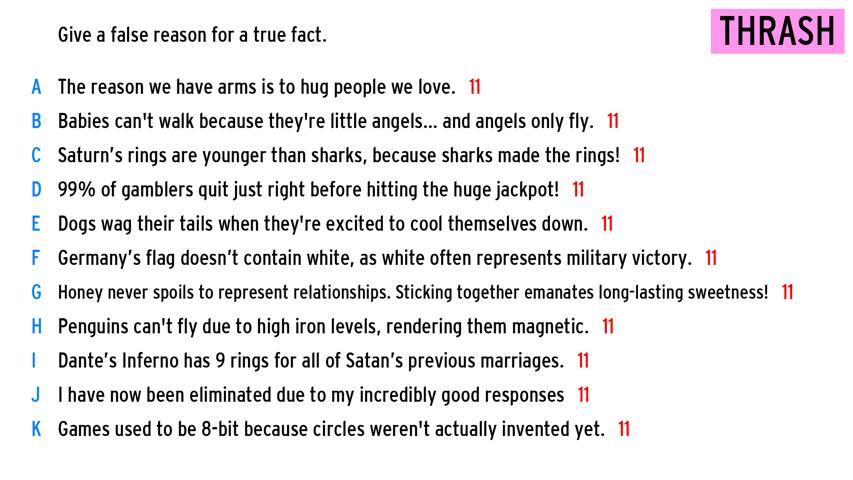 Give a false reason for a true fact.
THRASH
A The reason we have arms is to hug people we love. 11
B Babies can't walk because they're little angels... and angels only fly. 11
C Saturn’s rings are younger than sharks, because sharks made the rings! 11
D 99% of gamblers quit just right before hitting the huge jackpot! 11
E Dogs wag their tails when they're excited to cool themselves down. 11
F Germany’s flag doesn’t contain white, as white often represents military victory. 11
G Honey never spoils to represent relationships. Sticking together emanates long-lasting sweetness! 11
H Penguins can't fly due to high iron levels, rendering them magnetic. 11
I Dante’s Inferno has 9 rings for all of Satan’s previous marriages. 11
J I have now been eliminated due to my incredibly good responses 11
K Games used to be 8-bit because circles weren't actually invented yet. 11